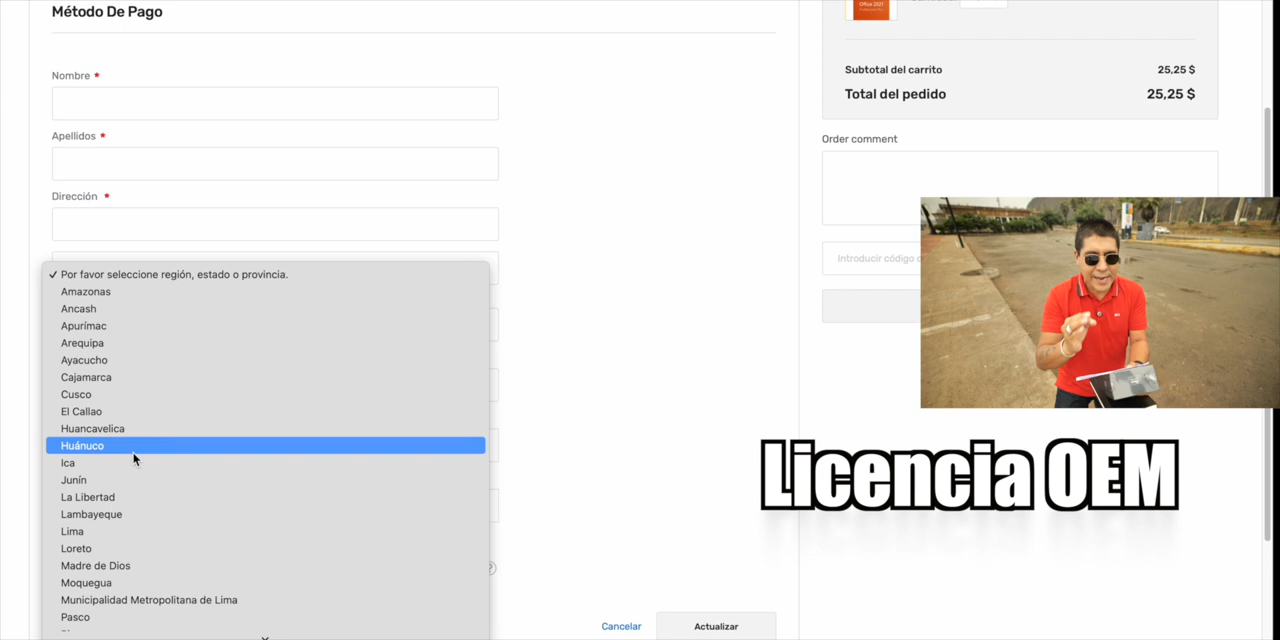 Método De Pago
Nombre *
Apellidos *
Dirección *
✓ Por favor seleccione región, estado o provincia.
Amazonas
Ancash
Apurímac
Arequipa
Ayacucho
Cajamarca
Cusco
El Callao
Huancavelica
Huánuco
Ica
Junín
La Libertad
Lambayeque
Lima
Loreto
Madre de Dios
Moquegua
Municipalidad Metropolitana de Lima
Pasco
Cancelar
Actualizar
Office 2021
Subtotal del carrito 25,25 $
Total del pedido 25,25 $
Order comment
Introducir código
Licencia OEM